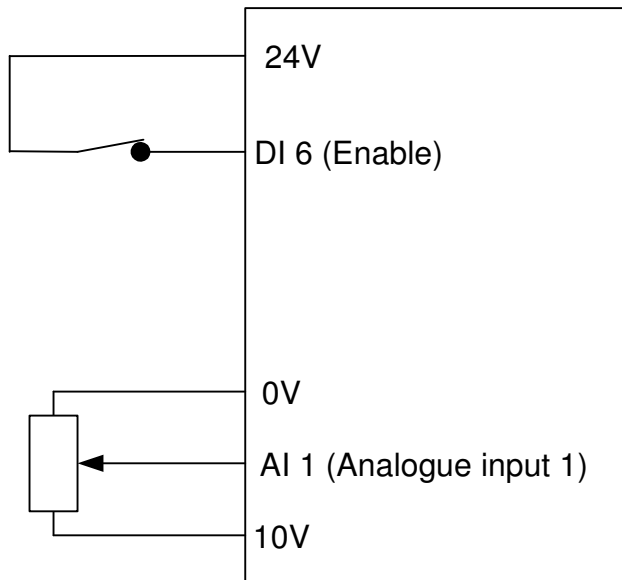 24V
DI 6 (Enable)
0V
AI 1 (Analogue input 1)
10V